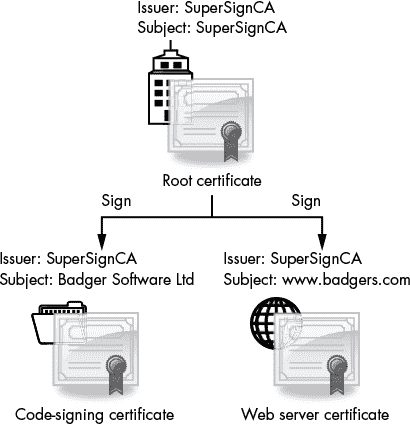 Issuer: SuperSignCA
Subject: SuperSignCA
Root certificate
Sign
Sign
Issuer: SuperSignCA
Subject: Badger Software Ltd
Issuer: SuperSignCA
Subject: www.badgers.com
Code-signing certificate
Web server certificate